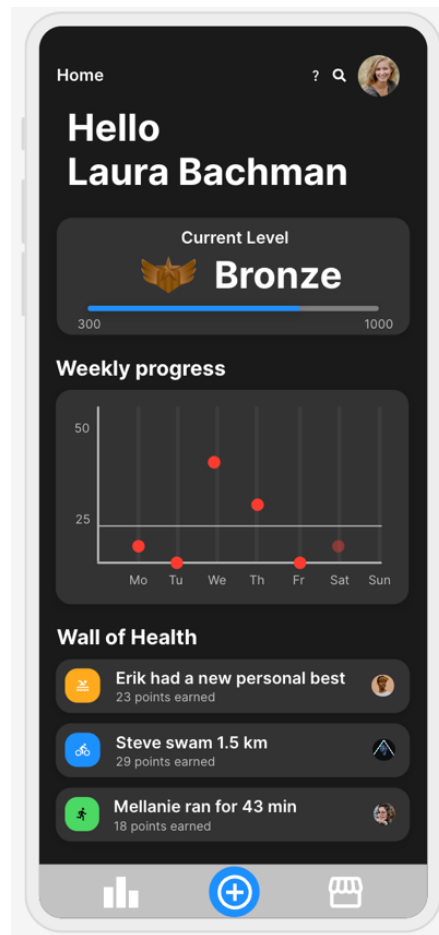 Home ?
Hello
Laura Bachman
Current Level
Bronze
300 1000
Weekly progress
50
25
Mo Tu We Th Fr Sat Sun
Wall of Health
Erik had a new personal best
23 points earned
Steve swam 1.5 km
29 points earned
Mellanie ran for 43 min
18 points earned